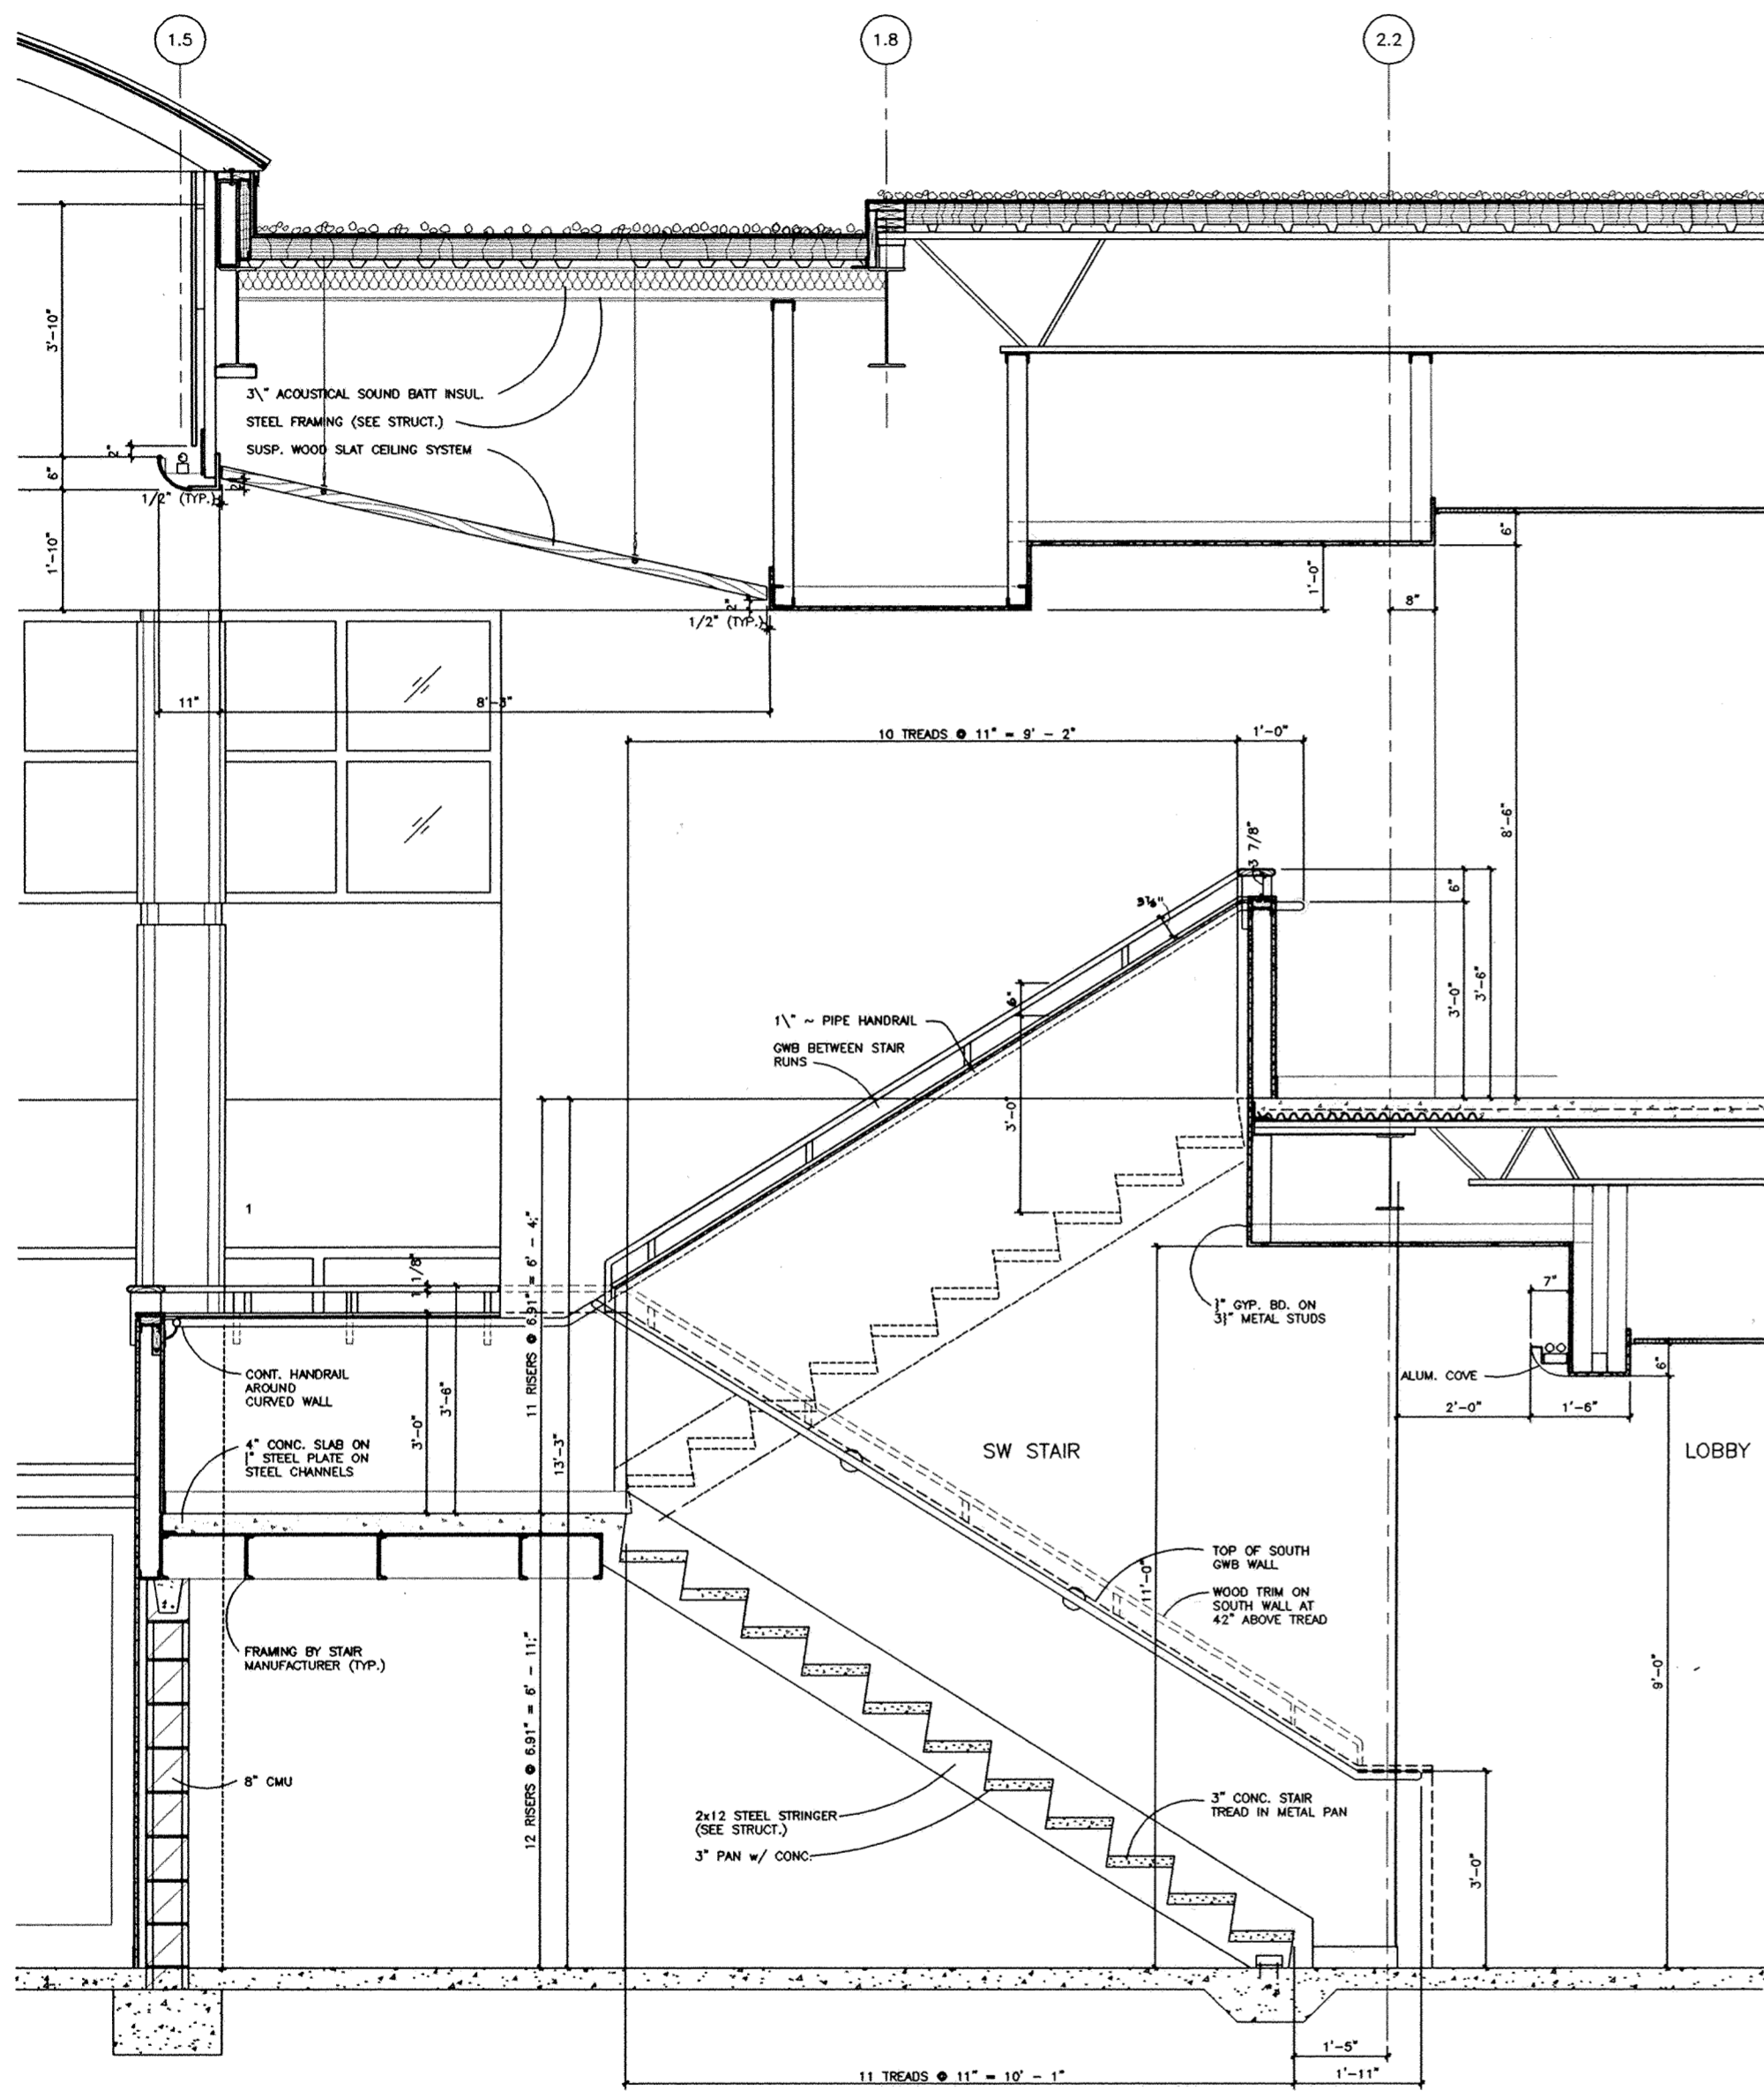 1.5
1.8
2.2
3'-10"
3\" ACOUSTICAL SOUND BATT INSUL.
STEEL FRAMING (SEE STRUCT.)
SUSP. WOOD SLAT CEILING SYSTEM
2"
6"
1/2" (TYP.)
2"
1'-10"
6"
1'-0"
8"
2"
1/2" (TYP.)
11"
8'-3"
10 TREADS @ 11" = 9' - 2"
1'-0"
8'-6"
3 7/8"
6"
3'-0"
3'-6"
6"
3'-0"
1\" ~ PIPE HANDRAIL
GWB BETWEEN STAIR
RUNS
1
1 1/8"
11 RISERS @ 6.91" = 6' - 4;"
13'-3"
CONT. HANDRAIL
AROUND
CURVED WALL
3'-0"
3'-6"
4" CONC. SLAB ON
STEEL PLATE ON
STEEL CHANNELS
GYP. BD. ON
METAL STUDS
7"
ALUM. COVE
6"
2'-0"
1'-6"
SW STAIR
LOBBY
11'-0"
TOP OF SOUTH
GWB WALL
WOOD TRIM ON
SOUTH WALL AT
42" ABOVE TREAD
9'-0"
FRAMING BY STAIR
MANUFACTURER (TYP.)
12 RISERS @ 6.91" = 6' - 11;"
8" CMU
2x12 STEEL STRINGER
(SEE STRUCT.)
3" PAN w/ CONC.
3" CONC. STAIR
TREAD IN METAL PAN
3'-0"
1'-5"
11 TREADS @ 11" = 10' - 1"
1'-11"